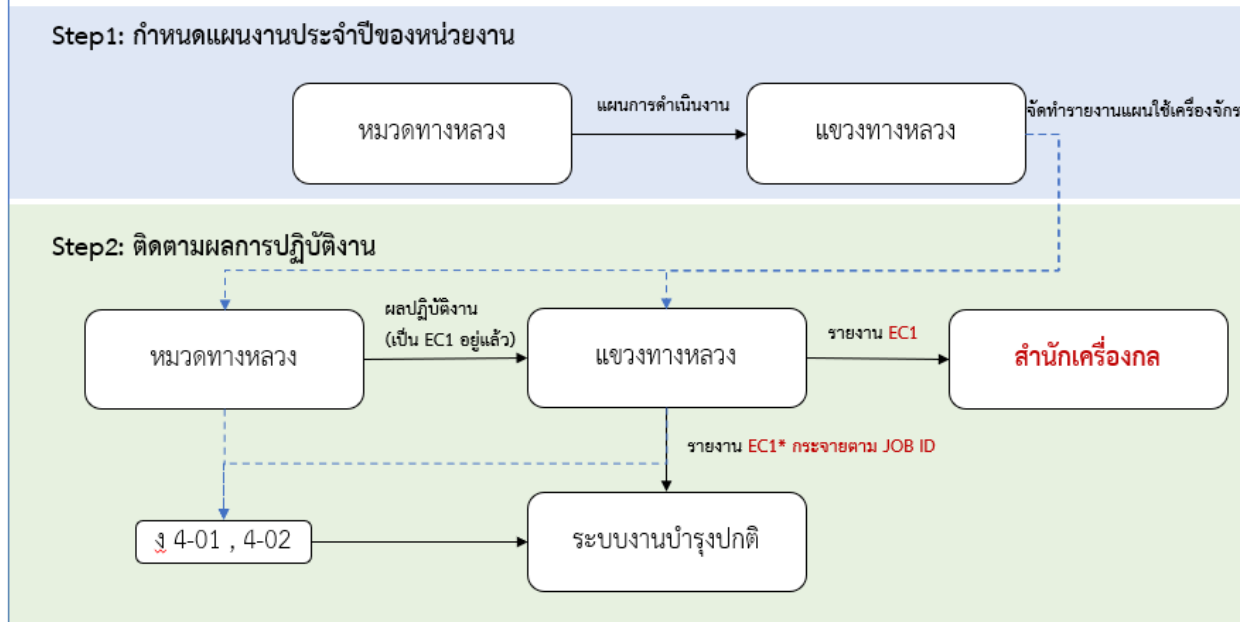 Step1: กำหนดแผนงานประจำปีของหน่วยงาน
หมวดทางหลวง
แผนการดำเนินงาน
แขวงทางหลวง
จัดทำรายงานแผนใช้เครื่องจักร
Step2: ติดตามผลการปฏิบัติงาน
หมวดทางหลวง
ผลปฏิบัติงาน
(เป็น EC1 อยู่แล้ว)
แขวงทางหลวง
รายงาน EC1
สำนักเครื่องกล
รายงาน EC1* กระจายตาม JOB ID
ง 4-01 , 4-02
ระบบงานบำรุงปกติ